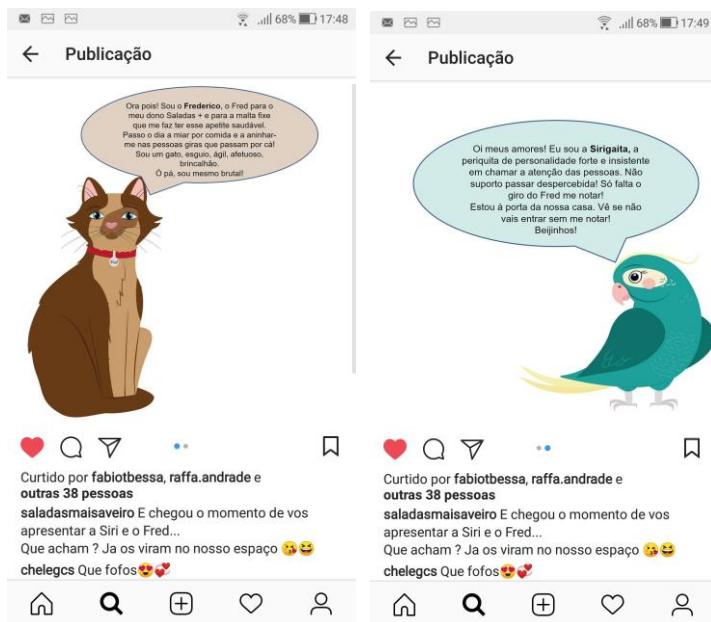 68% 17:48
Publicação
Ora pois! Sou o Frederico, o Fred para o
meu dono Saladas + e para a malta fixe
que me faz ter esse apetite saudável.
Passo o dia a miar por comida e a aninhar-
me nas pessoas giras que passam por cá!
Sou um gato, esguio, ágil, afetuoso,
brincalhão.
Ó pá, sou mesmo brutal!
Curtido por fabiotbessa, raffa.andrade e
outras 38 pessoas
saladasmaisaveiro E chegou o momento de vos
apresentar a Siri e o Fred...
Que acham ? Ja os viram no nosso espaço 😘😆
chelegcs Que fofos😍💞
68% 17:49
Publicação
Oi meus amores! Eu sou a Sirigaita, a
periquita de personalidade forte e insistente
em chamar a atenção das pessoas. Não
suporto passar despercebida! Só falta o
giro do Fred me notar!
Estou á porta da nossa casa. Vê se não
vais entrar sem me notar!
Beijinhos!
Curtido por fabiotbessa, raffa.andrade e
outras 38 pessoas
saladasmaisaveiro E chegou o momento de vos
apresentar a Siri e o Fred...
Que acham ? Ja os viram no nosso espaço 😘😆
chelegcs Que fofos😍💞